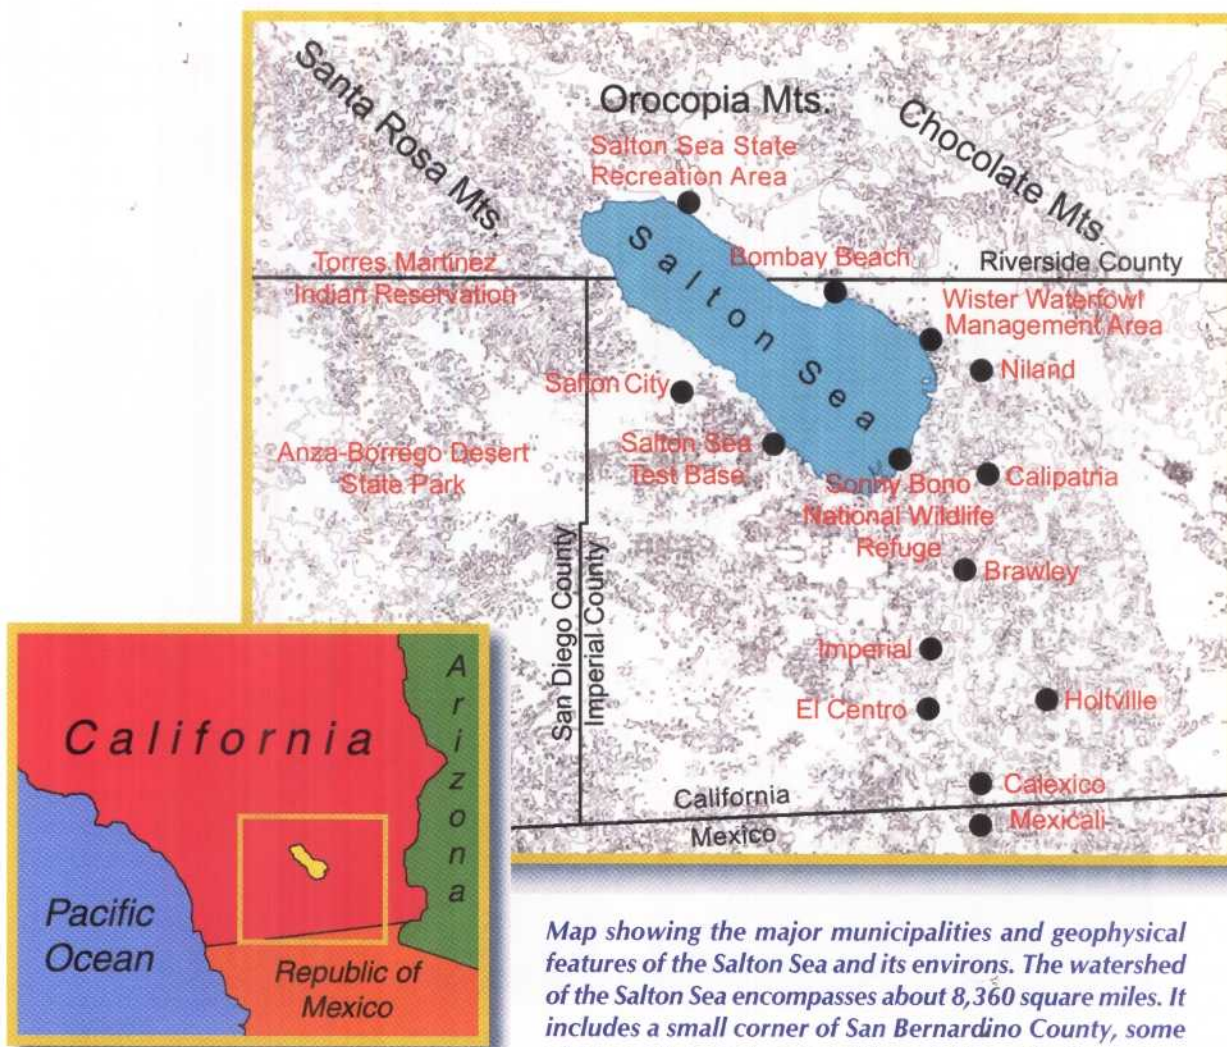 Santa Rosa Mts.
Orocopia Mts.
Chocolate Mts.
Salton Sea State
Recreation Area
Salton Sea
Bombay Beach
Riverside County
Torres Martinez
Indian Reservation
Wister Waterfowl
Management Area
Niland
Salton City
Anza-Borrego Desert
State Park
Salton Sea
Test Base
Sonny Bono
National Wildlife
Refuge
Calipatria
Brawley
San Diego County
Imperial County
Imperial
El Centro
Holtville
Calexico
California
Mexico
Mexicali
California
Arizona
Pacific
Ocean
Republic of
Mexico
Map showing the major municipalities and geophysical
features of the Salton Sea and its environs. The watershed
of the Salton Sea encompasses about 8,360 square miles. It
includes a small corner of San Bernardino County, some